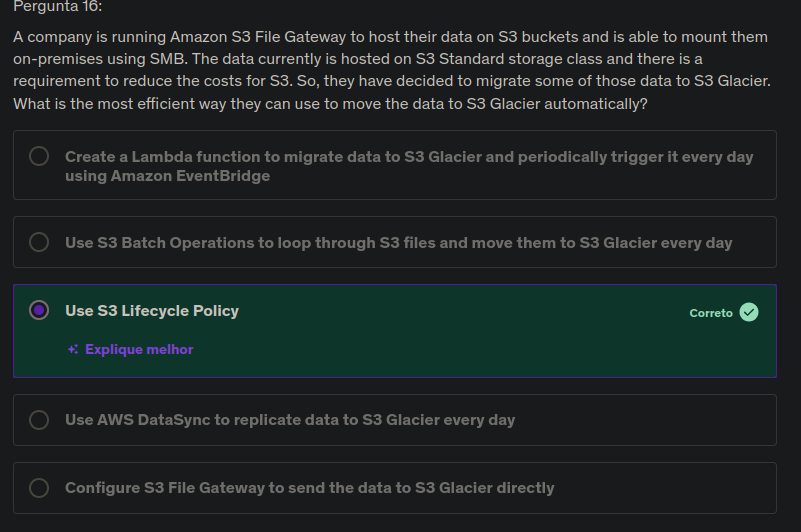 Pergunta 16:
A company is running Amazon S3 File Gateway to host their data on S3 buckets and is able to mount them
on-premises using SMB. The data currently is hosted on S3 Standard storage class and there is a
requirement to reduce the costs for S3. So, they have decided to migrate some of those data to S3 Glacier.
What is the most efficient way they can use to move the data to S3 Glacier automatically?
Create a Lambda function to migrate data to S3 Glacier and periodically trigger it every day
using Amazon EventBridge
Use S3 Batch Operations to loop through S3 files and move them to S3 Glacier every day
Use S3 Lifecycle Policy
Correto
Explique melhor
Use AWS DataSync to replicate data to S3 Glacier every day
Configure S3 File Gateway to send the data to S3 Glacier directly